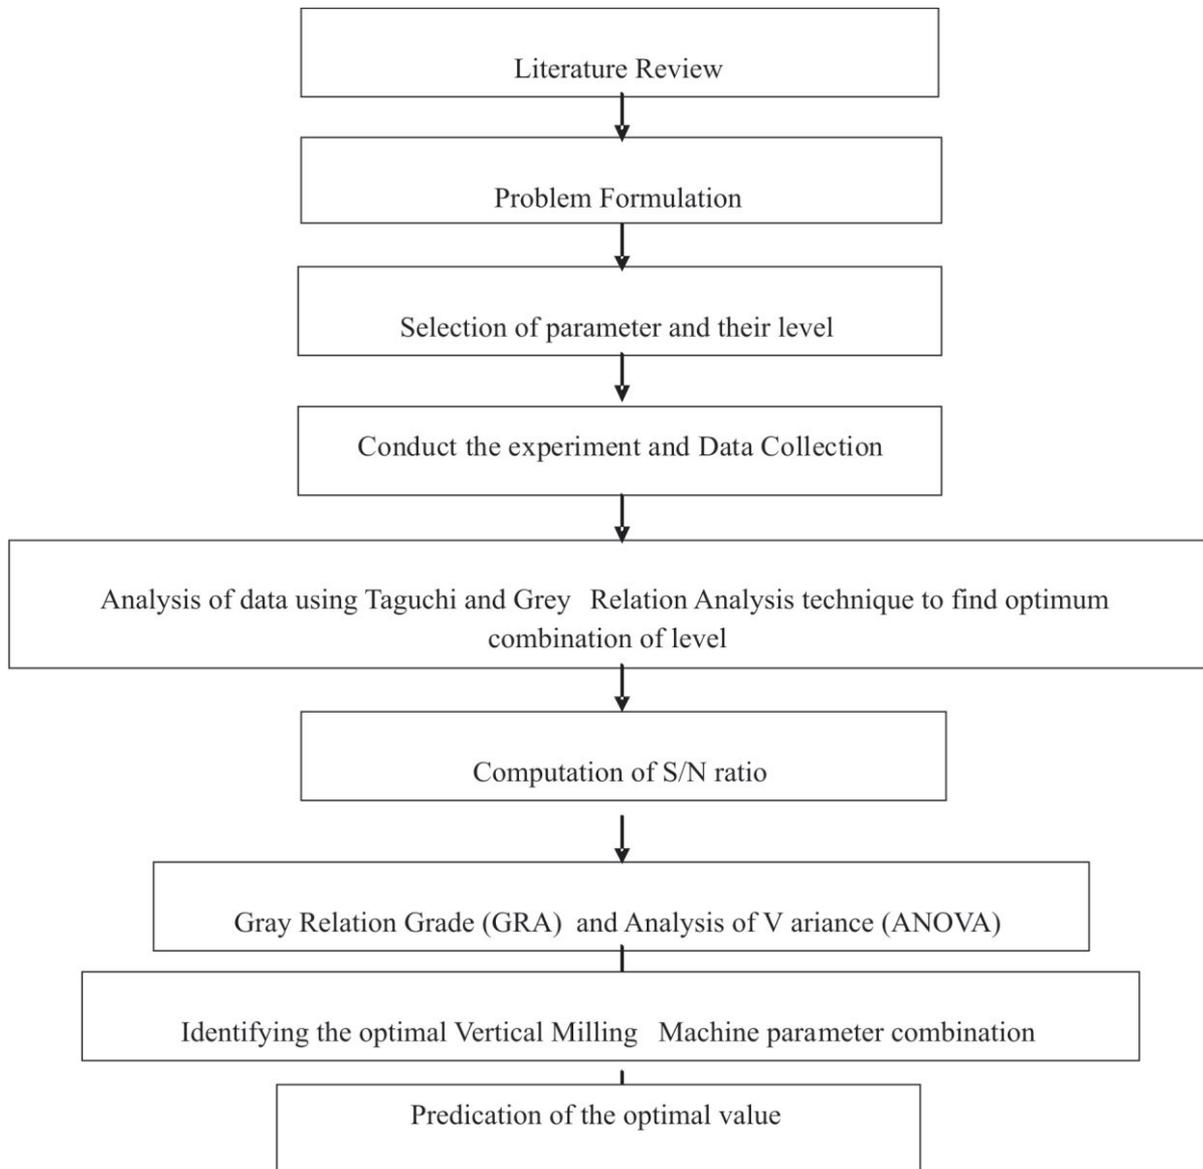 Literature Review
Problem Formulation
Selection of parameter and their level
Conduct the experiment and Data Collection
Analysis of data using Taguchi and Grey Relation Analysis technique to find optimum
combination of level
Computation of S/N ratio
Gray Relation Grade (GRA) and Analysis of V ariance (ANOVA)
Identifying the optimal Vertical Milling Machine parameter combination
Predication of the optimal value